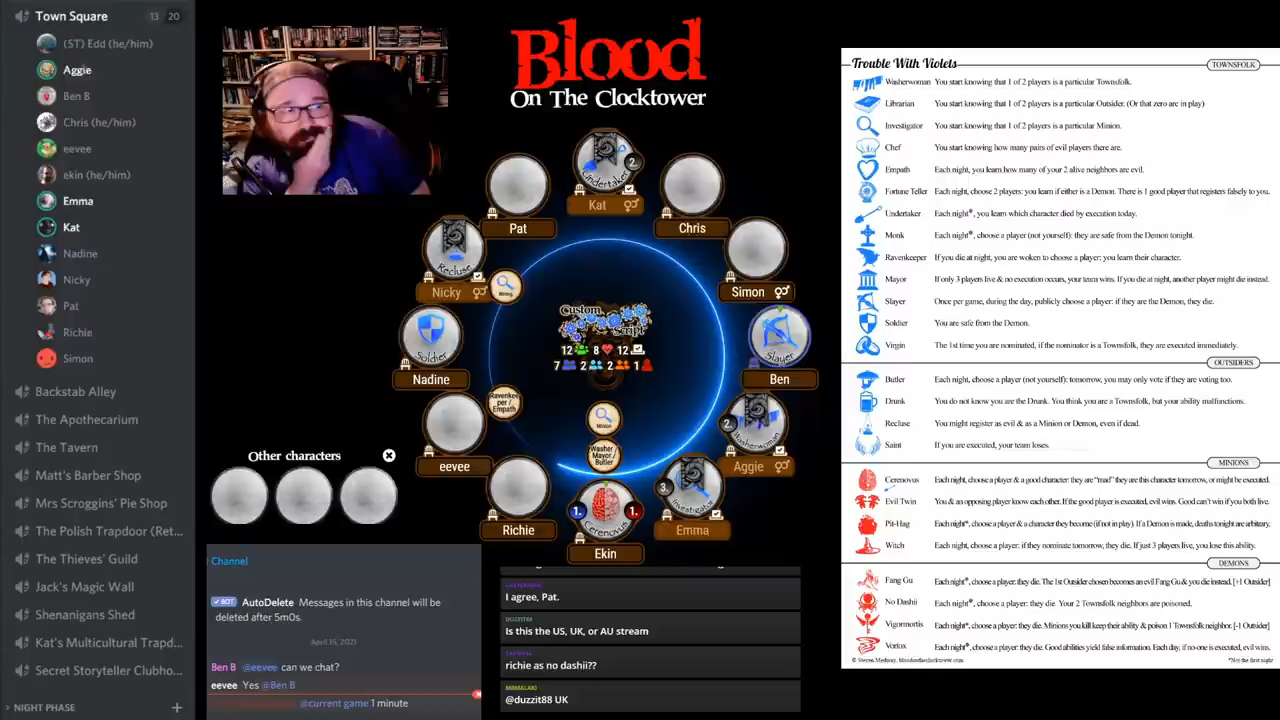 Town Square
13 20
(ST) Edd (he/him)
Aggie
Ben B
Chris (he/him)
eevee
ekin (he/him)
Emma
Kat
Nadine
Nicky
Pat
Richie
Simon
Backstab Alley
The Apothecarium
The Tavern
Matt's Barber Shop
Mrs Scroggs' Pie Shop
The Potion Trapdoor (Ret...
The Thieves' Guild
Jack's Cider Wall
Shenanigans Shed
Kat's Multicultural Trapd...
Secret Storyteller Clubho...
NIGHT PHASE
Blood
On The Clocktower
Undertaker
2.
Kat
Pat
Chris
Recluse
Nicky
Wrong
Simon
Soldier
Nadine
Slayer
Ben
Custom
Script
12 8 12
7 2 2 1
Ravenkeeper / Empath
eevee
Minion
Washer / Mayor / Butler
2.
Washerwoman
Aggie
Richie
1.
1.
Cerenovus
Ekin
3.
Investigator
Emma
Other characters
Channel
BOT AutoDelete Messages in this channel will be
deleted after 5m0s.
April 15, 2023
Ben B @eevee can we chat?
eevee Yes @Ben B
@current game 1 minute
I agree, Pat.
Is this the US, UK, or AU stream
richie as no dashii??
@duzzit88 UK
Trouble With Violets
TOWNSFOLK
Washerwoman You start knowing that 1 of 2 players is a particular Townsfolk.
Librarian You start knowing that 1 of 2 players is a particular Outsider. (Or that zero are in play)
Investigator You start knowing that 1 of 2 players is a particular Minion.
Chef You start knowing how many pairs of evil players there are.
Empath Each night, you learn how many of your 2 alive neighbors are evil.
Fortune Teller Each night, choose 2 players: you learn if either is a Demon. There is 1 good player that registers falsely to you.
Undertaker Each night*, you learn which character died by execution today.
Monk Each night*, choose a player (not yourself): they are safe from the Demon tonight.
Ravenkeeper If you die at night, you are woken to choose a player: you learn their character.
Mayor If only 3 players live & no execution occurs, your team wins. If you die at night, another player might die instead.
Slayer Once per game, during the day, publicly choose a player: if they are the Demon, they die.
Soldier You are safe from the Demon.
Virgin The 1st time you are nominated, if the nominator is a Townsfolk, they are executed immediately.
OUTSIDERS
Butler Each night, choose a player (not yourself): tomorrow, you may only vote if they are voting too.
Drunk You do not know you are the Drunk. You think you are a Townsfolk, but your ability malfunctions.
Recluse You might register as evil & as a Minion or Demon, even if dead.
Saint If you are executed, your team loses.
MINIONS
Cerenovus Each night, choose a player & a good character: they are "mad" they are this character tomorrow, or might be executed.
Evil Twin You & an opposing player know each other. If the good player is executed, evil wins. Good can't win if you both live.
Pit-Hag Each night*, choose a player & a character they become (if not in play). If a Demon is made, deaths tonight are arbitrary.
Witch Each night, choose a player: if they nominate tomorrow, they die. If just 3 players live, you lose this ability.
DEMONS
Fang Gu Each night*, choose a player: they die. The 1st Outsider chosen becomes an evil Fang Gu & you die instead. [+1 Outsider]
No Dashii Each night*, choose a player: they die. Your 2 Townsfolk neighbors are poisoned.
Vigormortis Each night*, choose a player: they die. Minions you kill keep their ability & poison 1 Townsfolk neighbor. [-1 Outsider]
Vortox Each night*, choose a player: they die. Good abilities yield false information. Each day, if no-one is executed, evil wins.
© Steven Medway, bloodontheclocktower.com
*Not the first night